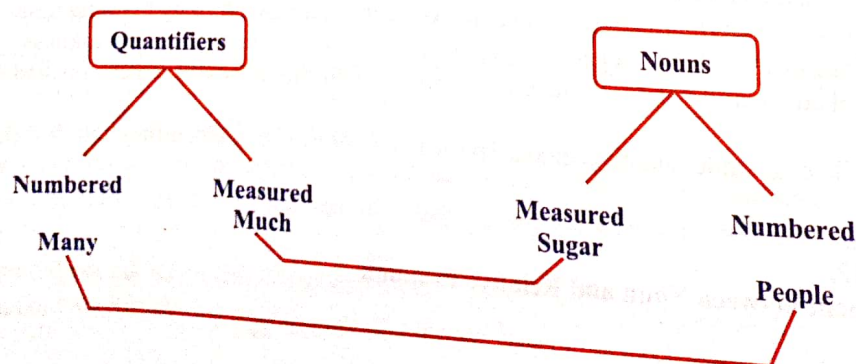 Quantifiers
Nouns
Numbered
Measured
Much
Many
Measured
Sugar
Numbered
People